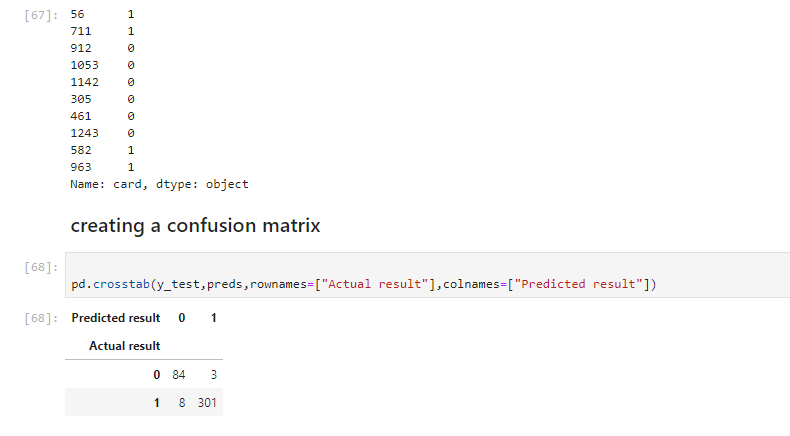 [67]: 56 1
711 1
912 0
1053 0
1142 0
305 0
461 0
1243 0
582 1
963 1
Name: card, dtype: object
creating a confusion matrix
[68]:
pd.crosstab(y_test,preds,rownames=["Actual result"],colnames=["Predicted result"])
[68]: Predicted result 0 1
Actual result
0 84 3
1 8 301